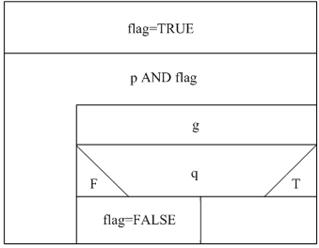 flag=TRUE
p AND flag
g
F q T
flag=FALSE